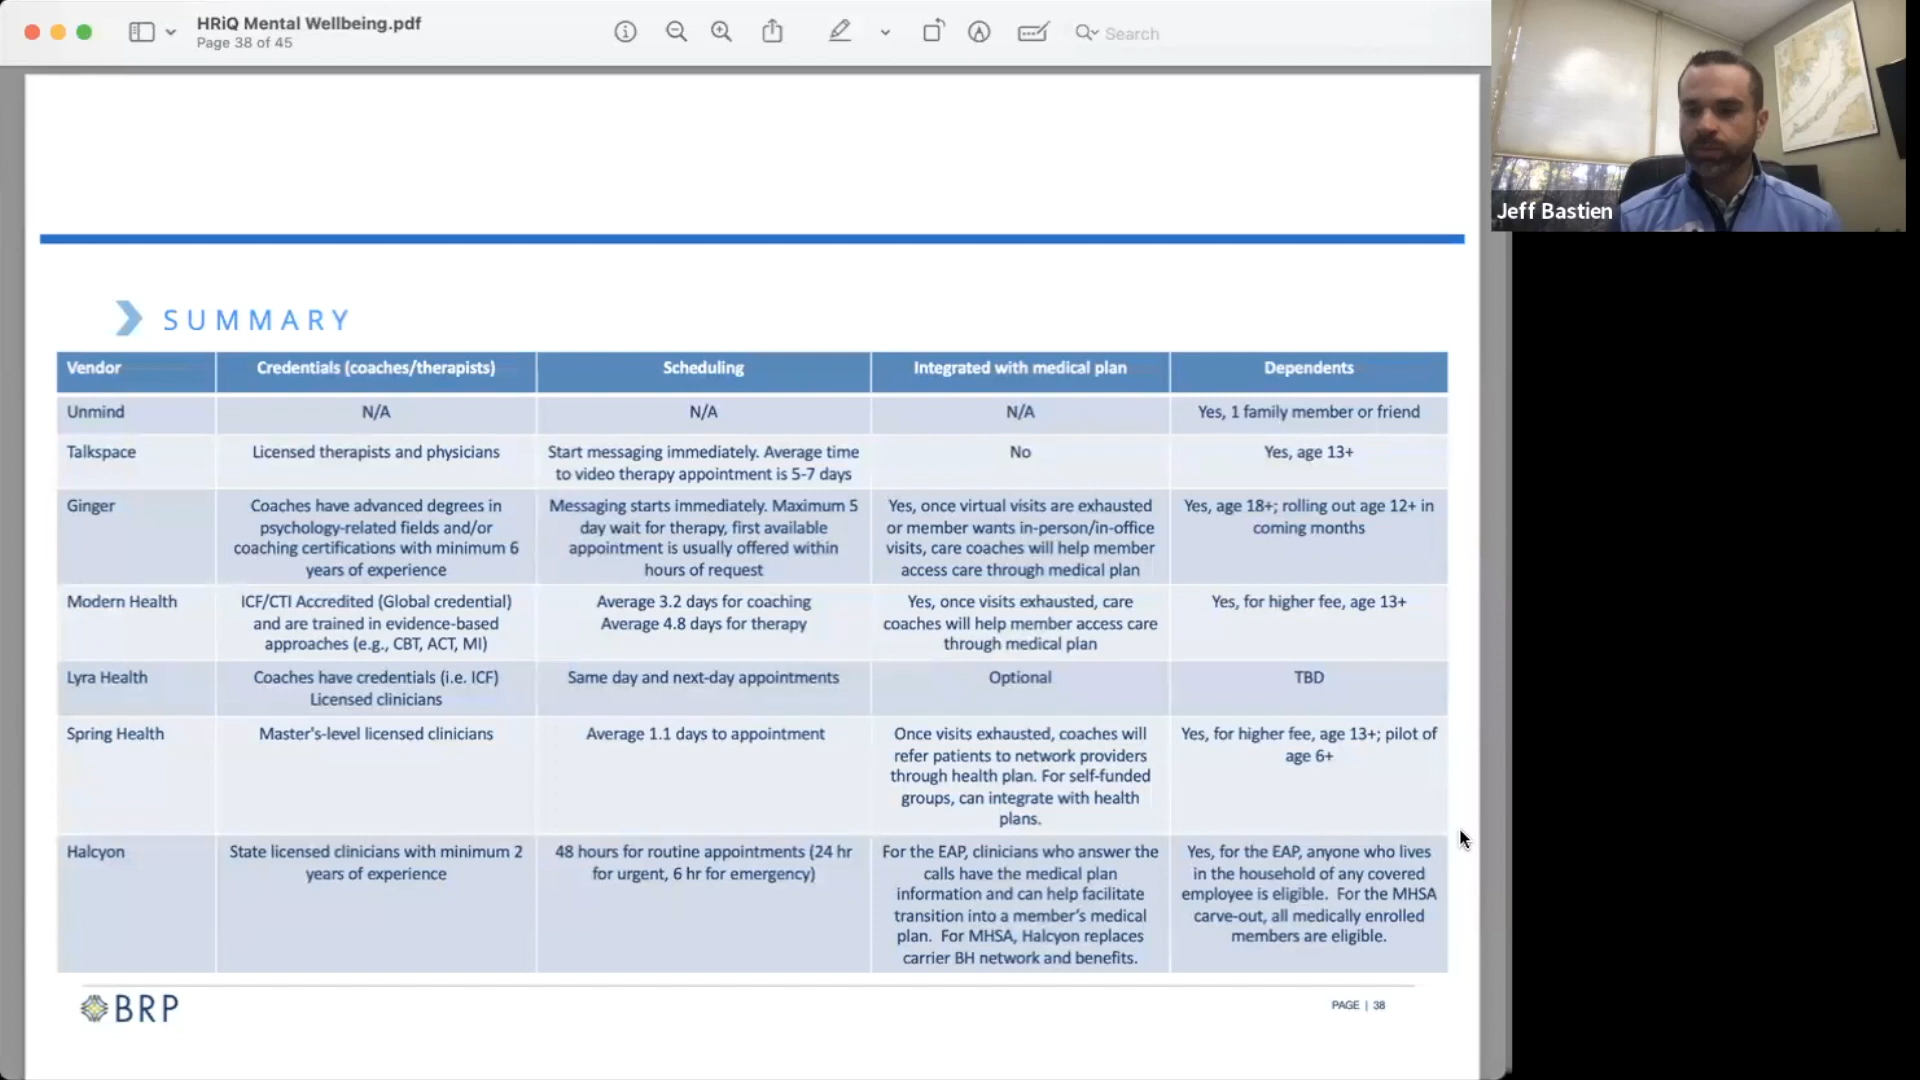 HRiQ Mental Wellbeing.pdf
Page 38 of 45
Search
Jeff Bastien
SUMMARY
Vendor
Credentials (coaches/therapists)
Scheduling
Integrated with medical plan
Dependents
Unmind
N/A
N/A
N/A
Yes, 1 family member or friend
Talkspace
Licensed therapists and physicians
Start messaging immediately. Average time
to video therapy appointment is 5-7 days
No
Yes, age 13+
Ginger
Coaches have advanced degrees in
psychology-related fields and/or
coaching certifications with minimum 6
years of experience
Messaging starts immediately. Maximum 5
day wait for therapy, first available
appointment is usually offered within
hours of request
Yes, once virtual visits are exhausted
or member wants in-person/in-office
visits, care coaches will help member
access care through medical plan
Yes, age 18+; rolling out age 12+ in
coming months
Modern Health
ICF/CTI Accredited (Global credential)
and are trained in evidence-based
approaches (e.g., CBT, ACT, MI)
Average 3.2 days for coaching
Average 4.8 days for therapy
Yes, once visits exhausted, care
coaches will help member access care
through medical plan
Yes, for higher fee, age 13+
Lyra Health
Coaches have credentials (i.e. ICF)
Licensed clinicians
Same day and next-day appointments
Optional
TBD
Spring Health
Master's-level licensed clinicians
Average 1.1 days to appointment
Once visits exhausted, coaches will
refer patients to network providers
through health plan. For self-funded
groups, can integrate with health
plans.
Yes, for higher fee, age 13+; pilot of
age 6+
Halcyon
State licensed clinicians with minimum 2
years of experience
48 hours for routine appointments (24 hr
for urgent, 6 hr for emergency)
For the EAP, clinicians who answer the
calls have the medical plan
information and can help facilitate
transition into a member's medical
plan. For MHSA, Halcyon replaces
carrier BH network and benefits.
Yes, for the EAP, anyone who lives
in the household of any covered
employee is eligible. For the MHSA
carve-out, all medically enrolled
members are eligible.
BRP
PAGE | 38